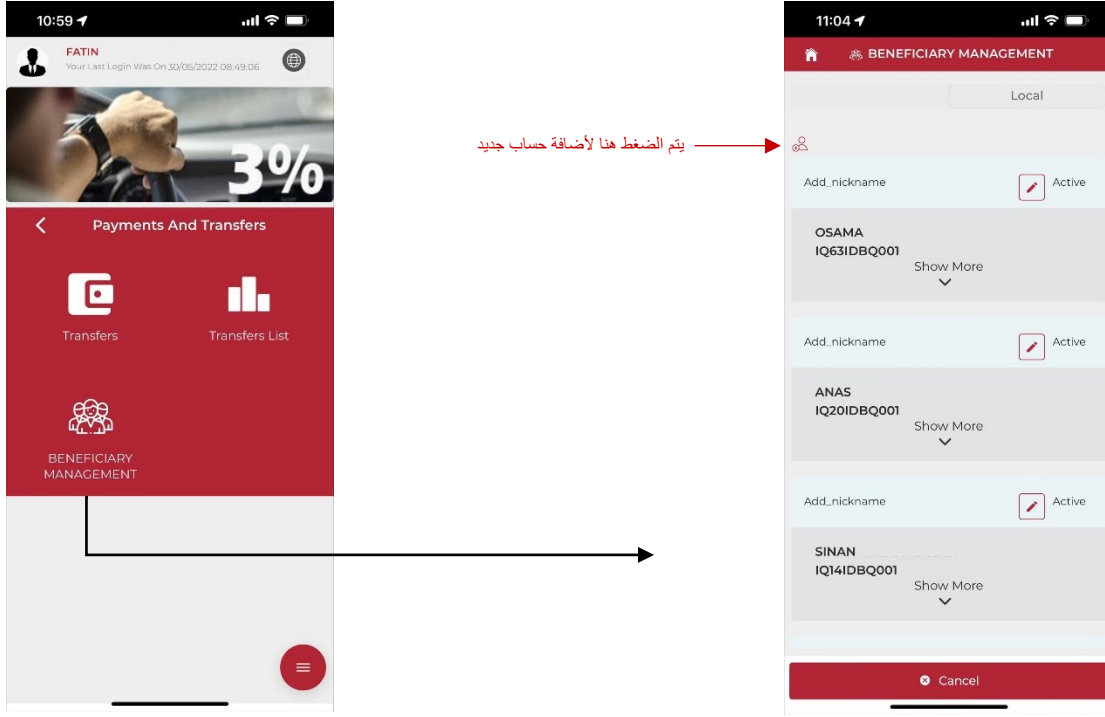 10:59
FATIN
Your Last Login Was On 30/05/2022 08:49:06
3%
Payments And Transfers
Transfers
Transfers List
BENEFICIARY
MANAGEMENT
يتم الضغط هنا لأضافة حساب جديد
11:04
BENEFICIARY MANAGEMENT
Local
Add_nickname
Active
OSAMA
IQ63IDBQ001
Show More
Add_nickname
Active
ANAS
IQ20IDBQ001
Show More
Add_nickname
Active
SINAN
IQ14IDBQ001
Show More
Cancel